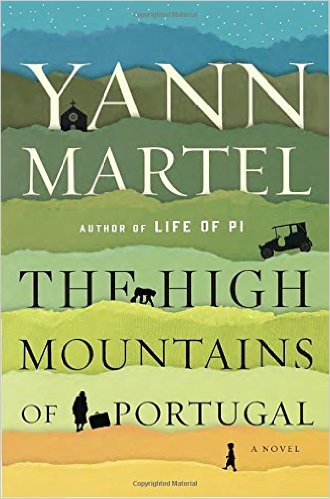 YANN
MARTEL
AUTHOR OF LIFE OF PI
THE HIGH
MOUNTAINS
OF PORTUGAL
A NOVEL